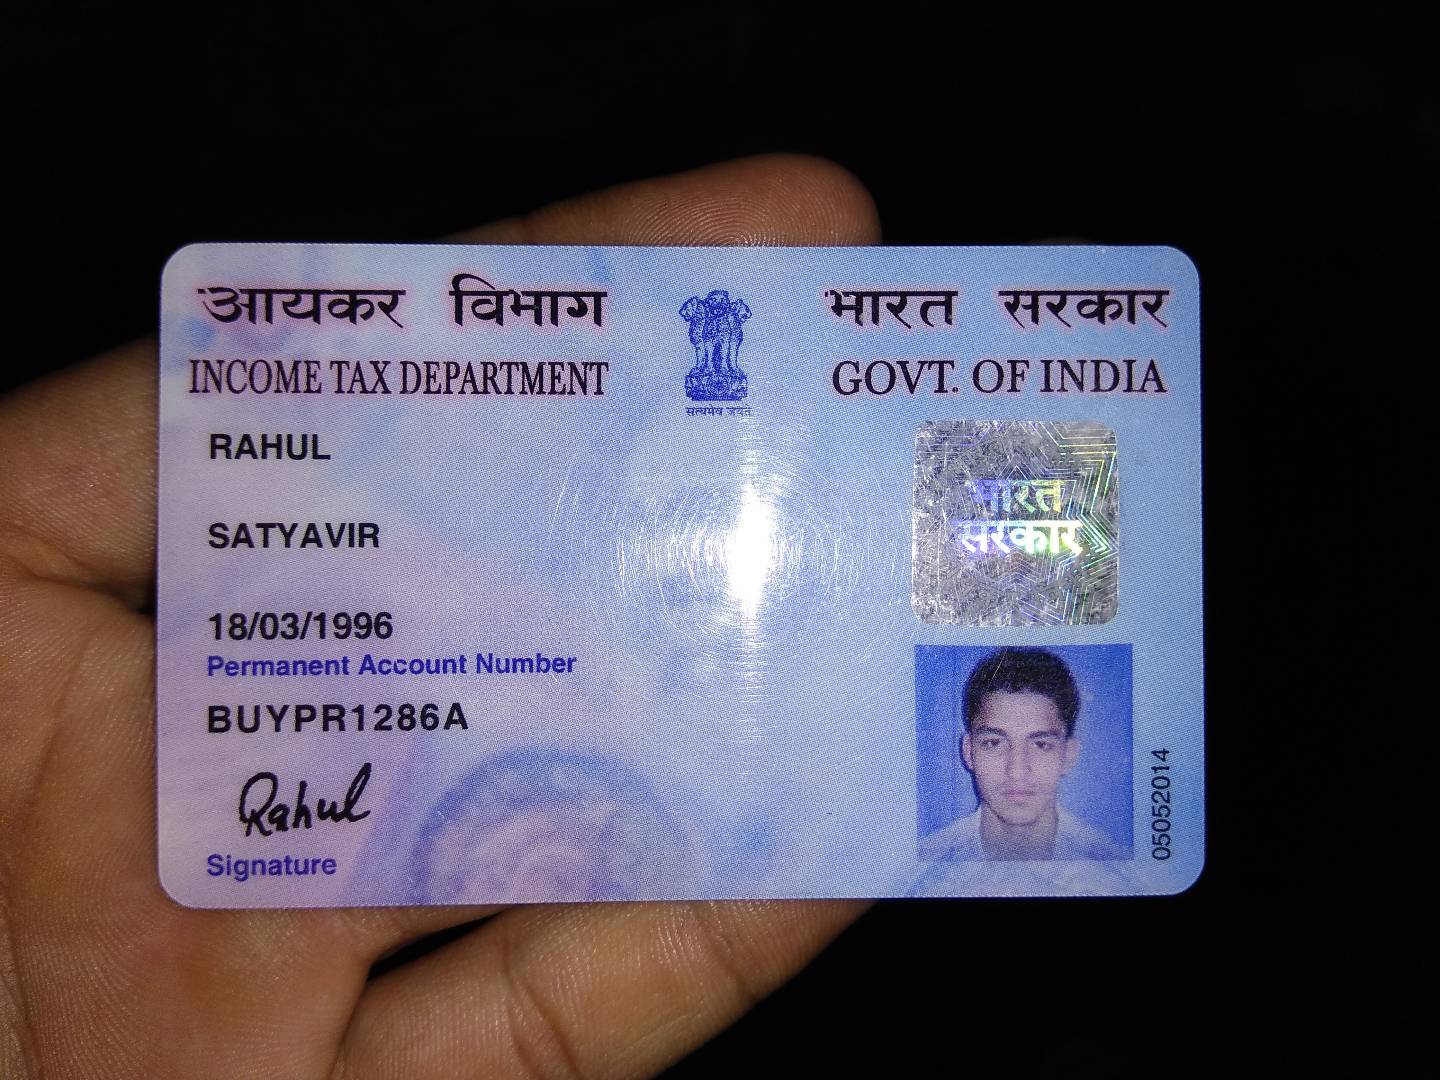 आयकर विभाग
INCOME TAX DEPARTMENT
सत्यमेव जयते
भारत सरकार
GOVT. OF INDIA
RAHUL
SATYAVIR
18/03/1996
Permanent Account Number
BUYPR1286A
Rahul
Signature
भारत
सरकार
05052014